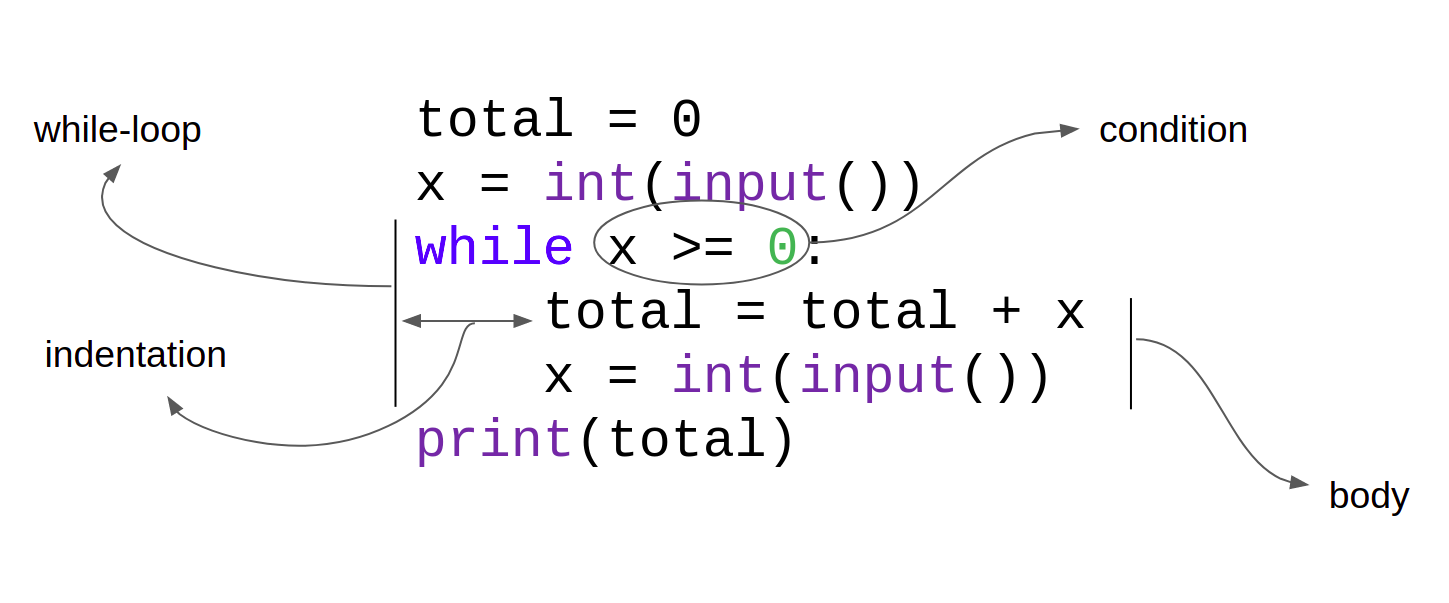 while-loop
indentation
total = 0
x = int(input())
while x >= 0:
    total = total + x
    x = int(input())
print(total)
condition
body